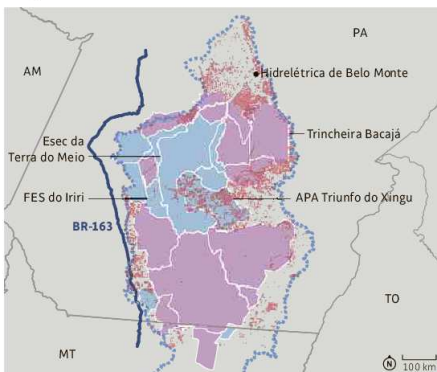 PA
AM
Hidrelétrica de Belo Monte
Esec da
Terra do Meio
Trincheira Bacajá
FES do Iriri
APA Triunfo do Xingu
BR-163
TO
MT
N
100 km